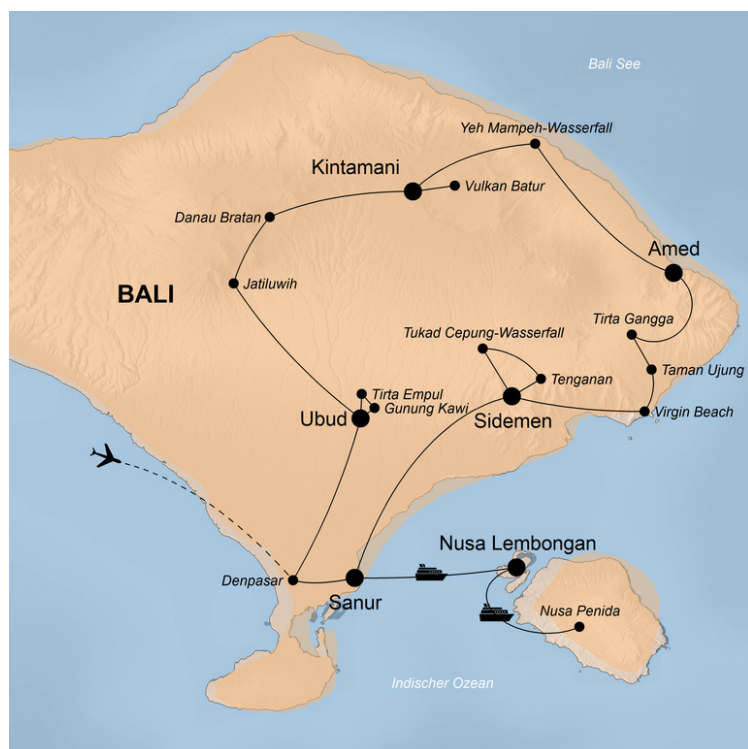 Bali See
Yeh Mampeh-Wasserfall
Kintamani
Vulkan Batur
Danau Bratan
Amed
BALI
Jatiluwih
Tirta Gangga
Tukad Cepung-Wasserfall
Taman Ujung
Tenganan
Tirta Empul
Gunung Kawi
Ubud
Sidemen
Virgin Beach
Nusa Lembongan
Denpasar
Sanur
Nusa Penida
Indischer Ozean